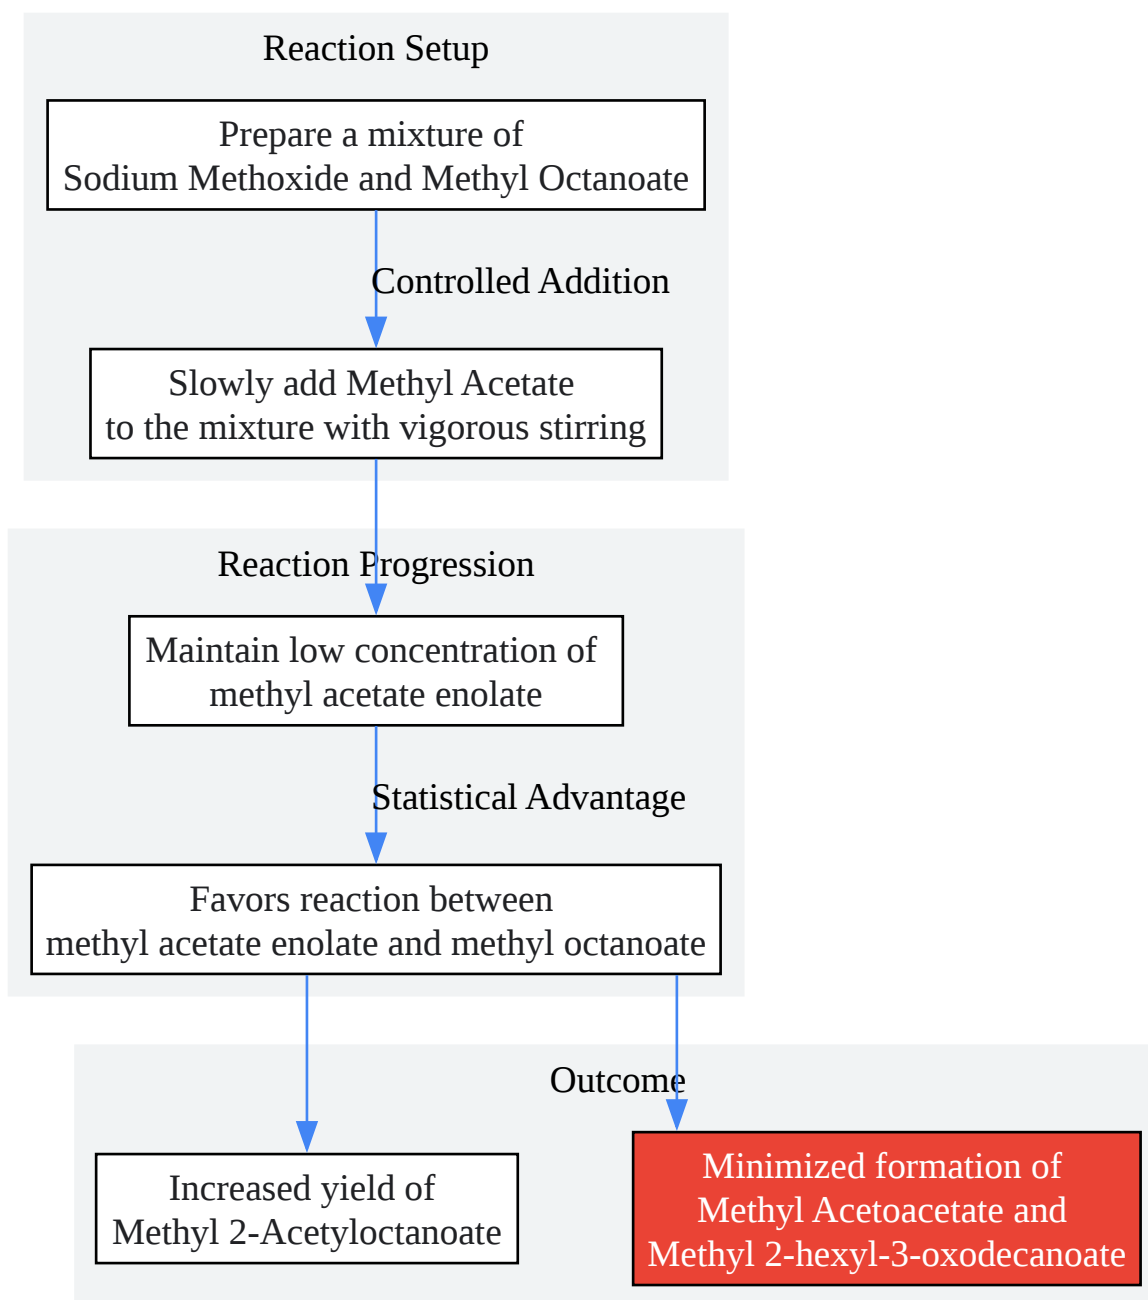 Reaction Setup
Prepare a mixture of
Sodium Methoxide and Methyl Octanoate
Controlled Addition
Slowly add Methyl Acetate
to the mixture with vigorous stirring
Reaction Progression
Maintain low concentration of
methyl acetate enolate
Statistical Advantage
Favors reaction between
methyl acetate enolate and methyl octanoate
Outcome
Increased yield of
Methyl 2-Acetyloctanoate
Minimized formation of
Methyl Acetoacetate and
Methyl 2-hexyl-3-oxodecanoate